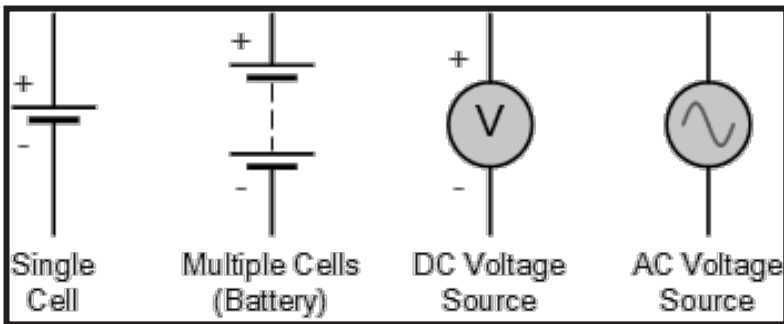 +
-
+
-
+
V
-
Single
Cell
Multiple Cells
(Battery)
DC Voltage
Source
AC Voltage
Source